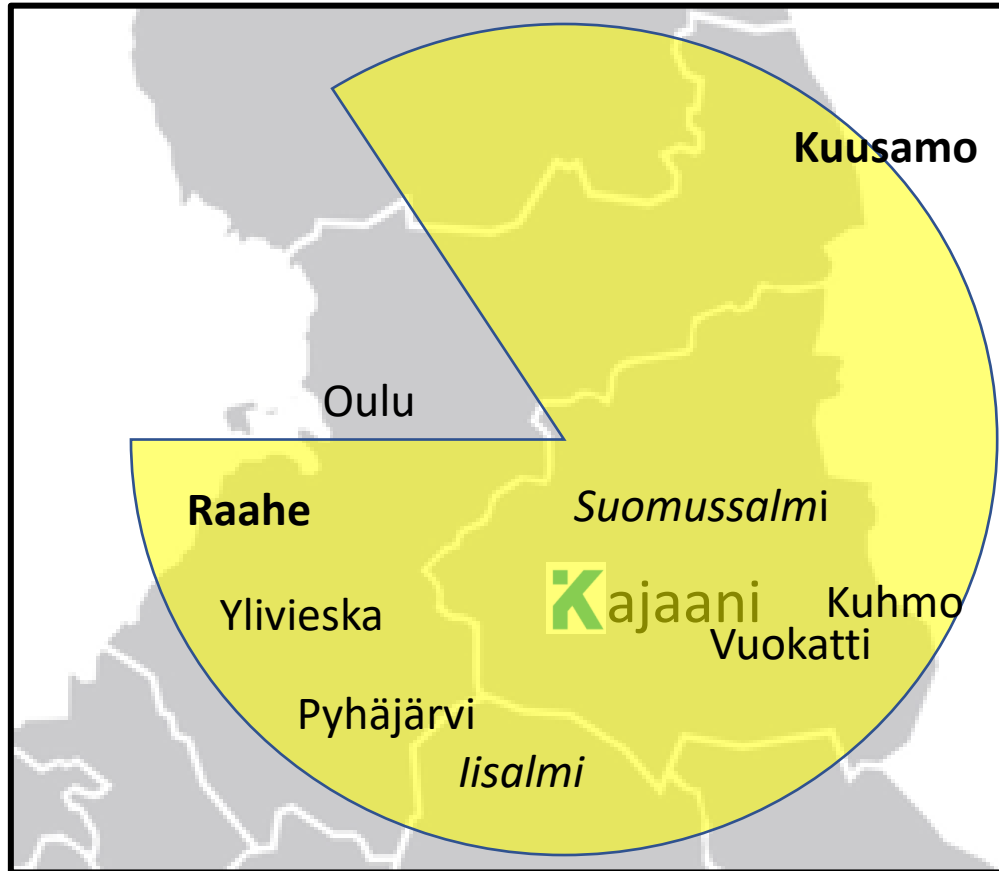 Kuusamo
Oulu
Raahe
Suomussalmi
Kajaani
Kuhmo
Ylivieska
Vuokatti
Pyhäjärvi
Iisalmi